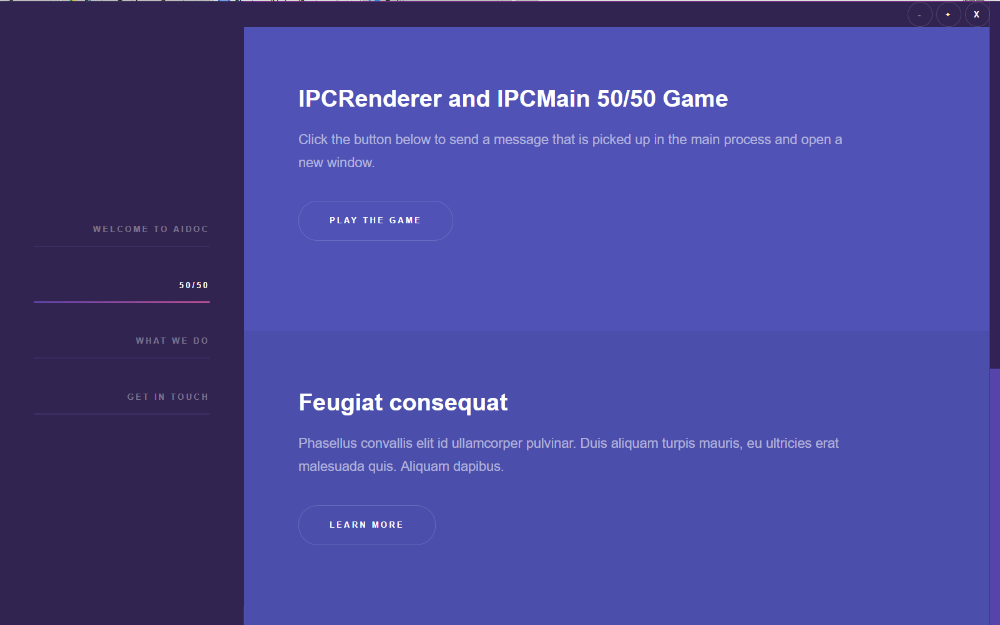 - + X
IPCRenderer and IPCMain 50/50 Game
Click the button below to send a message that is picked up in the main process and open a
new window.
PLAY THE GAME
WELCOME TO AIDOC
50/50
WHAT WE DO
GET IN TOUCH
Feugiat consequat
Phasellus convallis elit id ullamcorper pulvinar. Duis aliquam turpis mauris, eu ultricies erat
malesuada quis. Aliquam dapibus.
LEARN MORE